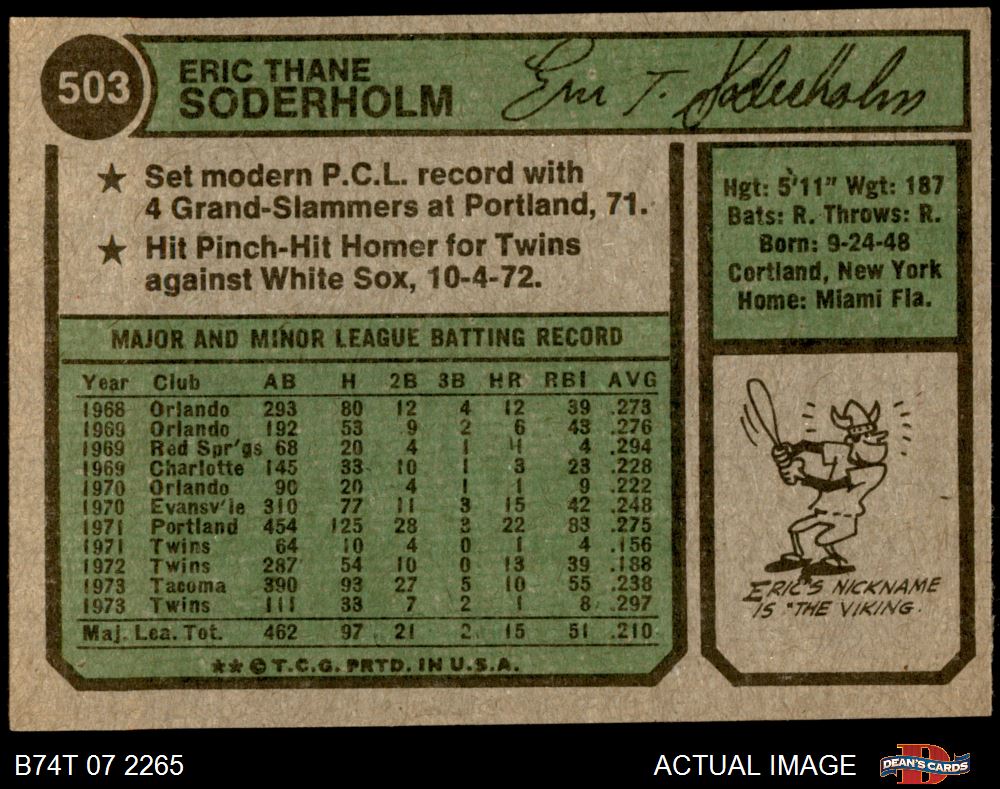 503
ERIC THANE
SODERHOLM
Eric T. Soderholm
★ Set modern P.C.L. record with
4 Grand-Slammers at Portland, 71.
★ Hit Pinch-Hit Homer for Twins
against White Sox, 10-4-72.
Hgt: 5'11" Wgt: 187
Bats: R. Throws: R.
Born: 9-24-48
Cortland, New York
Home: Miami Fla.
MAJOR AND MINOR LEAGUE BATTING RECORD
Year Club AB H 2B 3B HR RBI AVG
1968 Orlando 293 80 12 4 12 39 .273
1969 Orlando 192 53 9 2 6 43 .276
1969 Red Spr'gs 68 20 4 1 4 .294
1969 Charlotte 145 33 10 1 3 23 .228
1970 Orlando 90 20 4 1 1 9 .222
1970 Evansv'le 310 77 11 3 15 42 .248
1971 Portland 454 125 28 3 22 83 .275
1971 Twins 64 10 4 0 1 4 .156
1972 Twins 287 54 10 0 13 39 .188
1973 Tacoma 390 93 27 5 10 55 .238
1973 Twins 111 33 7 2 1 8 .297
Maj. Lea. Tot. 462 97 21 2 15 51 .210
★★ © T.C.G. PRTD. IN U.S.A.
ERIC'S NICKNAME
IS "THE VIKING.
B74T 07 2265
ACTUAL IMAGE
D
DEAN'S CARDS